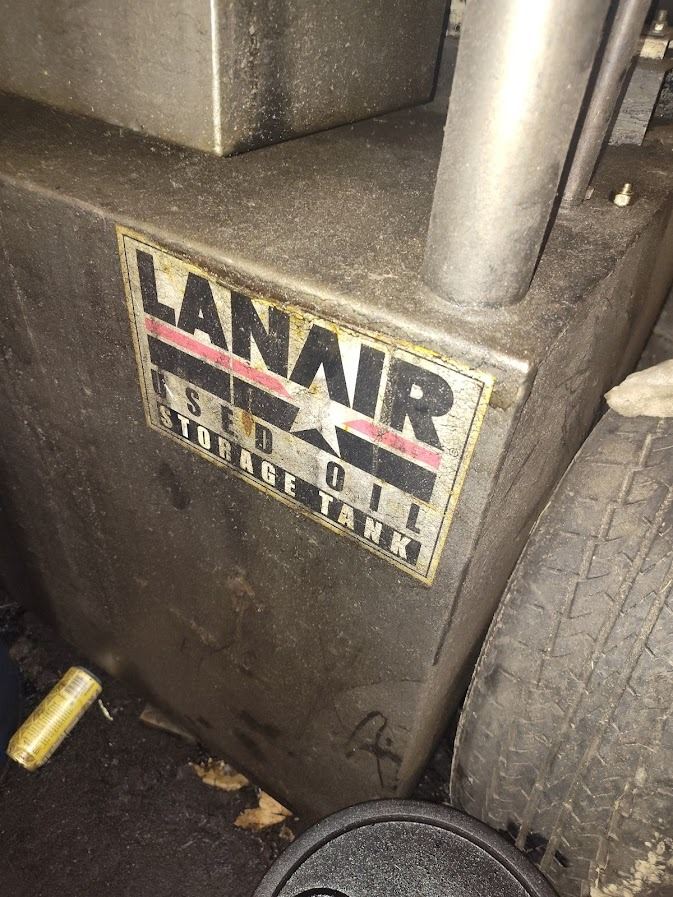 LANAIR
USED OIL
STORAGE TANK